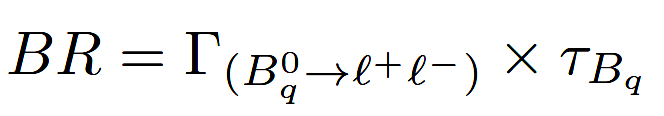 BR = Γ_{(B_q^0→ℓ^+ℓ^-)} × τ_{B_q}